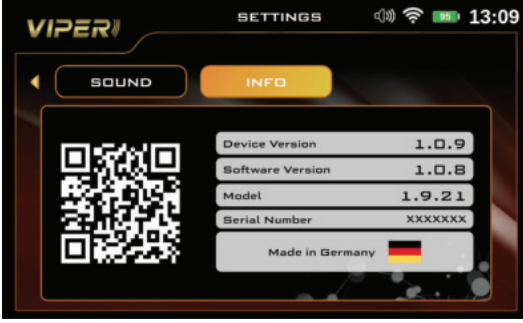 VIPER
SETTINGS
95
13:09
SOUND
INFO
Device Version 1.0.9
Software Version 1.0.8
Model 1.9.21
Serial Number XXXXXXX
Made in Germany